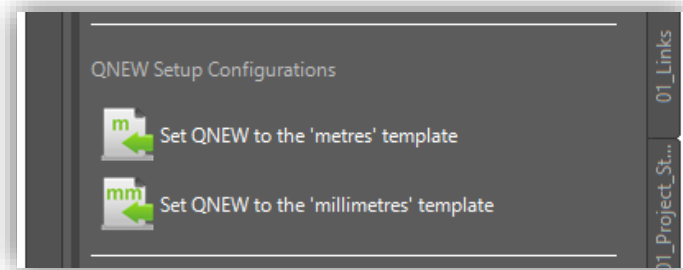 QNEW Setup Configurations
m
Set QNEW to the 'metres' template
mm
Set QNEW to the 'millimetres' template
01_Links
01_Project_St...